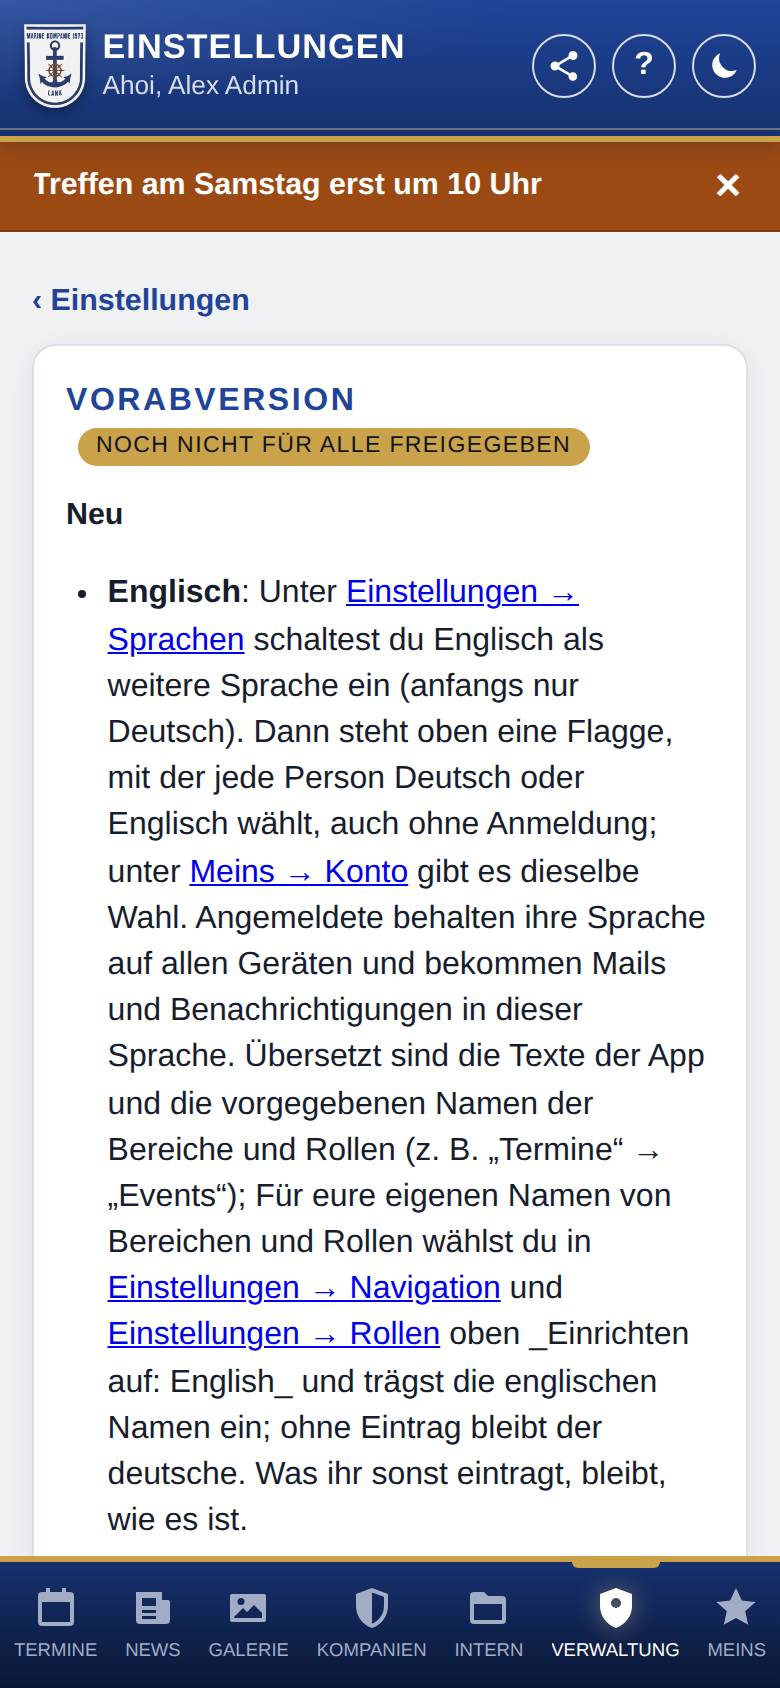 MARINE KOMPANIE 1973
LANK
EINSTELLUNGEN
Ahoi, Alex Admin
?
Treffen am Samstag erst um 10 Uhr
×
‹ Einstellungen
VORABVERSION
NOCH NICHT FÜR ALLE FREIGEGEBEN
Neu
• Englisch: Unter Einstellungen →
Sprachen schaltest du Englisch als
weitere Sprache ein (anfangs nur
Deutsch). Dann steht oben eine Flagge,
mit der jede Person Deutsch oder
Englisch wählt, auch ohne Anmeldung;
unter Meins → Konto gibt es dieselbe
Wahl. Angemeldete behalten ihre Sprache
auf allen Geräten und bekommen Mails
und Benachrichtigungen in dieser
Sprache. Übersetzt sind die Texte der App
und die vorgegebenen Namen der
Bereiche und Rollen (z. B. „Termine“ →
„Events“); Für eure eigenen Namen von
Bereichen und Rollen wählst du in
Einstellungen → Navigation und
Einstellungen → Rollen oben _Einrichten
auf: English_ und trägst die englischen
Namen ein; ohne Eintrag bleibt der
deutsche. Was ihr sonst eintragt, bleibt,
wie es ist.
TERMINE NEWS GALERIE KOMPANIEN INTERN VERWALTUNG MEINS